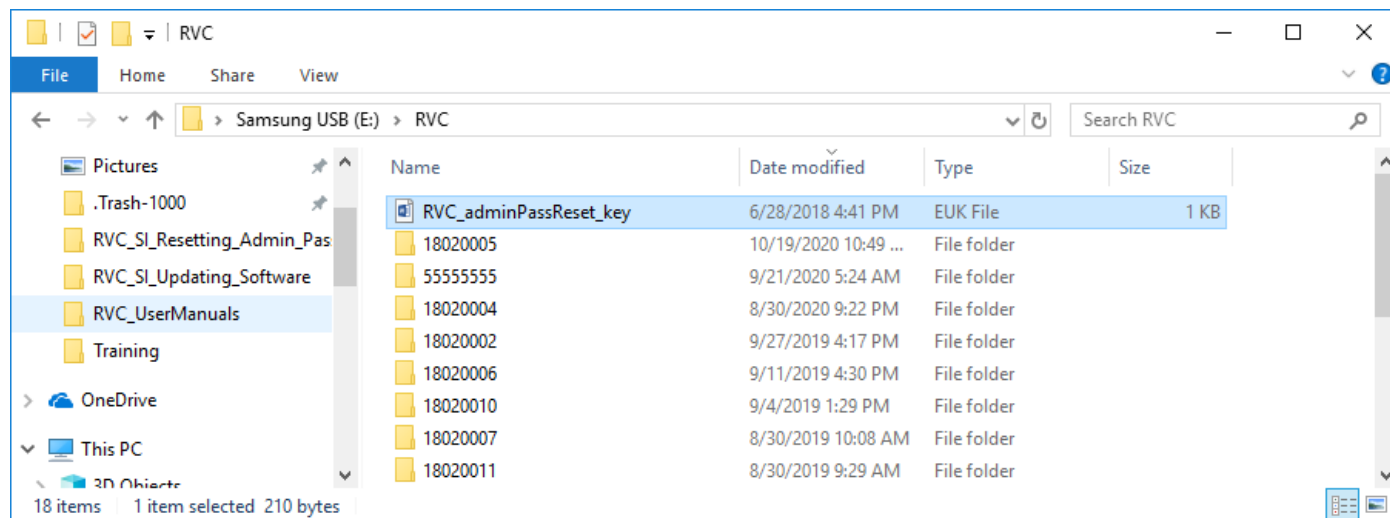 RVC
File Home Share View
Samsung USB (E:) RVC Search RVC
Pictures
.Trash-1000
RVC_SI_Resetting_Admin_Pas
RVC_SI_Updating_Software
RVC_UserManuals
Training
OneDrive
This PC
3D Objects
Name Date modified Type Size
RVC_adminPassReset_key 6/28/2018 4:41 PM EUK File 1 KB
18020005 10/19/2020 10:49 ... File folder
55555555 9/21/2020 5:24 AM File folder
18020004 8/30/2020 9:22 PM File folder
18020002 9/27/2019 4:17 PM File folder
18020006 9/11/2019 4:30 PM File folder
18020010 9/4/2019 1:29 PM File folder
18020007 8/30/2019 10:08 AM File folder
18020011 8/30/2019 9:29 AM File folder
18 items 1 item selected 210 bytes